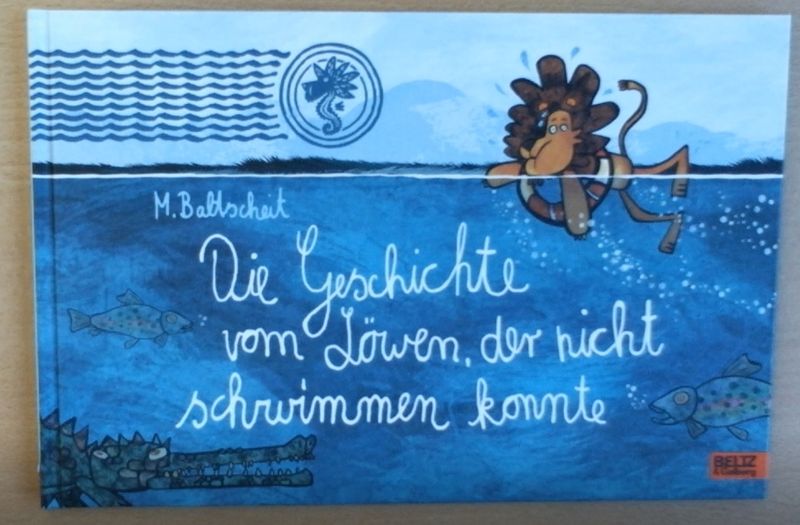 M. Baltscheit
Die Geschichte
vom Löwen, der nicht
schwimmen konnte
BELTZ
& Gelberg